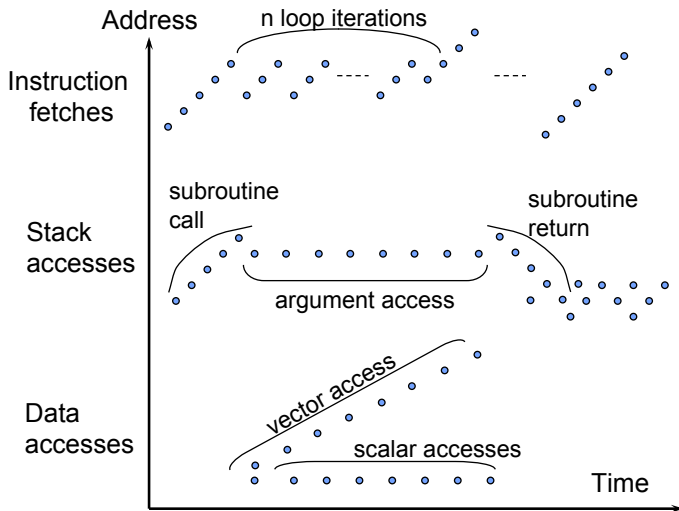 Address
n loop iterations
Instruction
fetches
subroutine
call
subroutine
return
Stack
accesses
argument access
vector access
Data
accesses
scalar accesses
Time